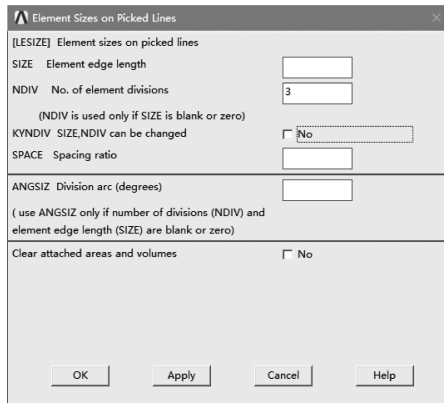 Element Sizes on Picked Lines
[LESIZE] Element sizes on picked lines
SIZE Element edge length
NDIV No. of element divisions 3
(NDIV is used only if SIZE is blank or zero)
KYNDIV SIZE,NDIV can be changed No
SPACE Spacing ratio
ANGSIZ Division arc (degrees)
( use ANGSIZ only if number of divisions (NDIV) and
element edge length (SIZE) are blank or zero)
Clear attached areas and volumes No
OK Apply Cancel Help